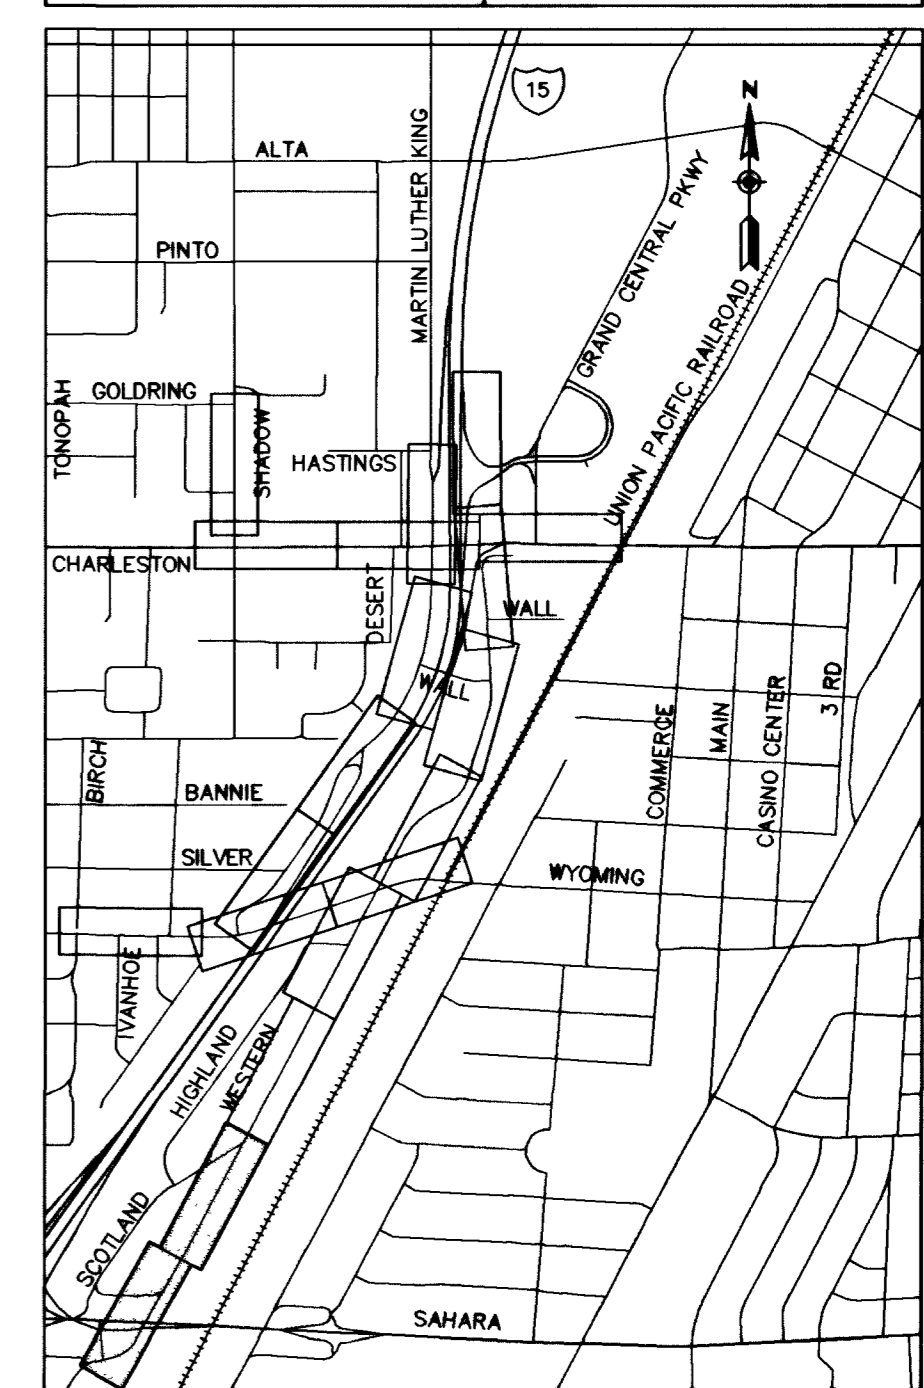 15
N
ALTA
MARTIN LUTHER KING
GRAND CENTRAL PKWY
PINTO
UNION PACIFIC RAILROAD
TONOPAH
GOLDRING
SHADOW
HASTINGS
CHARLESTON
DESERT
WALL
WALL
COMMERCE
MAIN
CASINO CENTER
3 RD
BIRCH
BANNIE
SILVER
WYOMING
IVANHOE
HIGHLAND
WESTERN
SCOTLAND
SAHARA